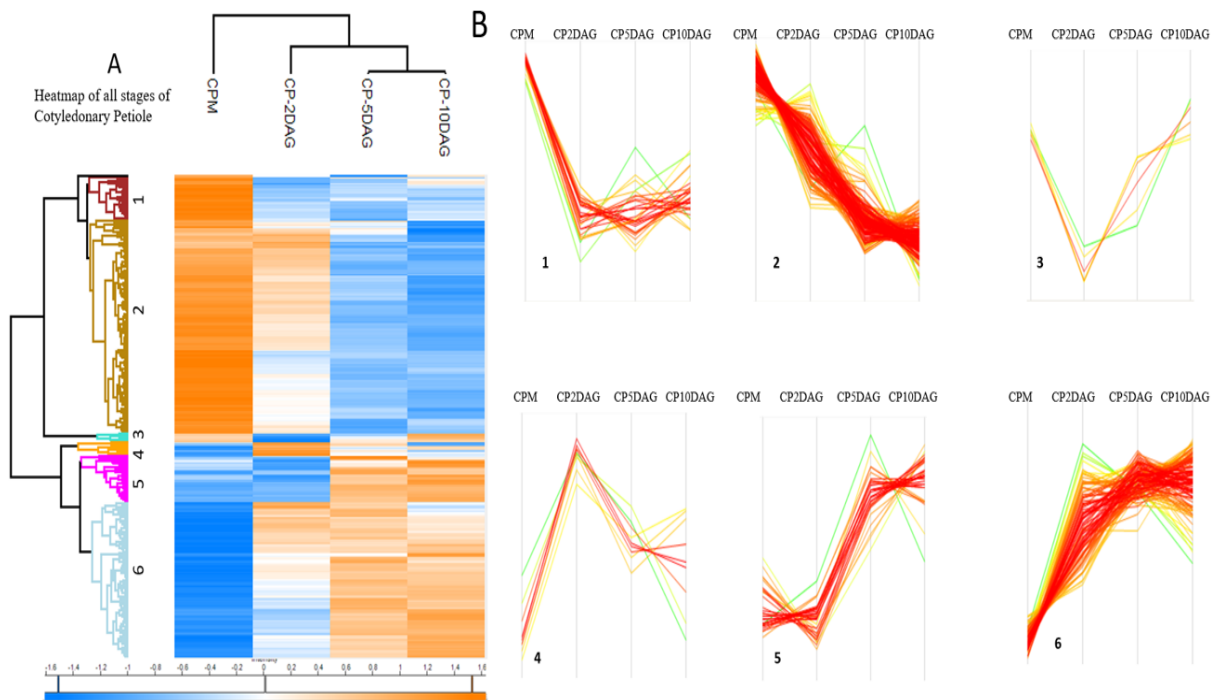 A
Heatmap of all stages of
Cotyledonary Petiole
CPM
CP-2DAG
CP-5DAG
CP-10DAG
1
2
3
4
5
6
-1.6 -1.4 -1.2 -1 -0.8 -0.6 -0.4 -0.2 0 0.2 0.4 0.6 0.8 1 1.2 1.4 1.6
B
CPM CP2DAG CP5DAG CP10DAG
1
CPM CP2DAG CP5DAG CP10DAG
2
CPM CP2DAG CP5DAG CP10DAG
3
CPM CP2DAG CP5DAG CP10DAG
4
CPM CP2DAG CP5DAG CP10DAG
5
CPM CP2DAG CP5DAG CP10DAG
6